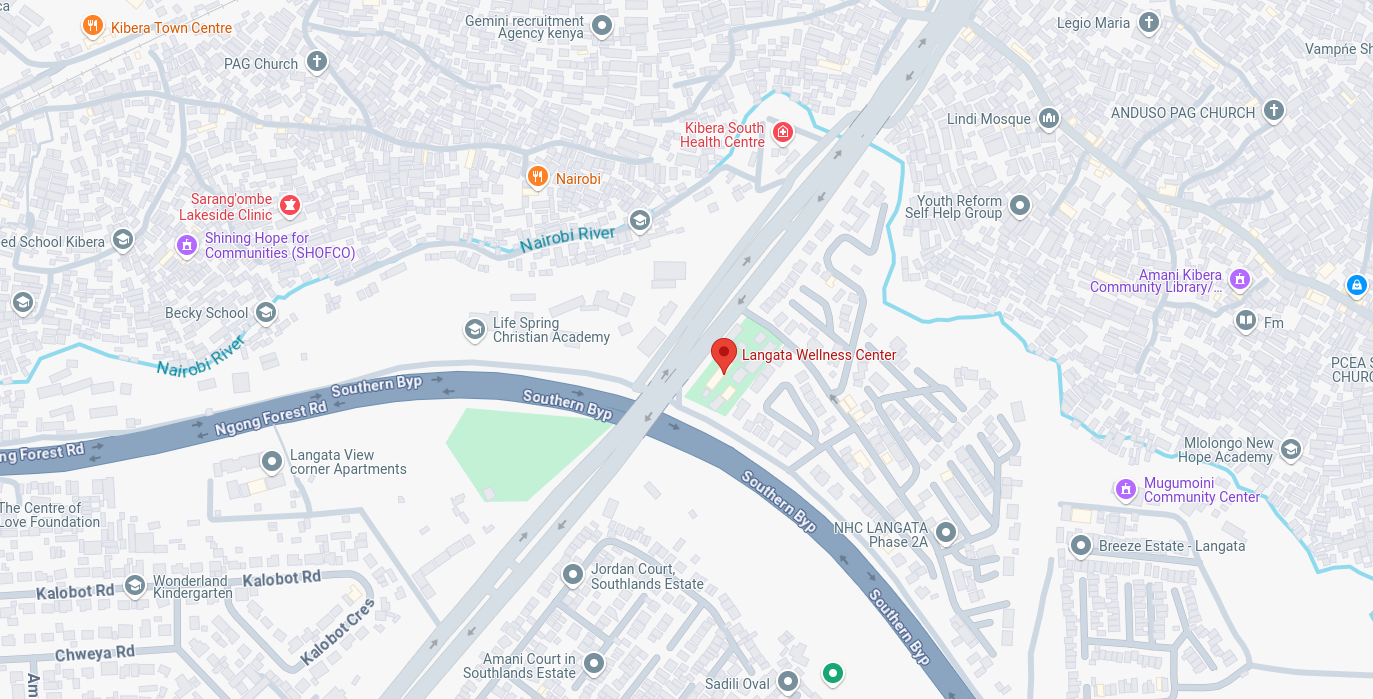 ca
Kibera Town Centre
Gemini recruitment
Agency kenya
Legio Maria
Vampire Sh
PAG Church
ANDUSO PAG CHURCH
Lindi Mosque
Kibera South
Health Centre
Nairobi
Sarang'ombe
Lakeside Clinic
Youth Reform
Self Help Group
ed School Kibera
Shining Hope for
Communities (SHOFCO)
Nairobi River
Amani Kibera
Community Library/...
Becky School
Life Spring
Christian Academy
Fm
Nairobi River
Langata Wellness Center
PCEA S
CHURC
Southern Byp
Southern Byp
Ngong Forest Rd
ng Forest Rd
Langata View
corner Apartments
Mlolongo New
Hope Academy
Southern Byp
Mugumoini
Community Center
The Centre of
Love Foundation
NHC LANGATA
Phase 2A
Breeze Estate - Langata
Jordan Court,
Southlands Estate
Kalobot Rd
Wonderland
Kindergarten
Kalobot Rd
Kalobot Cres
Southern Byp
Chweya Rd
Amani Court in
Southlands Estate
Sadili Oval
Am